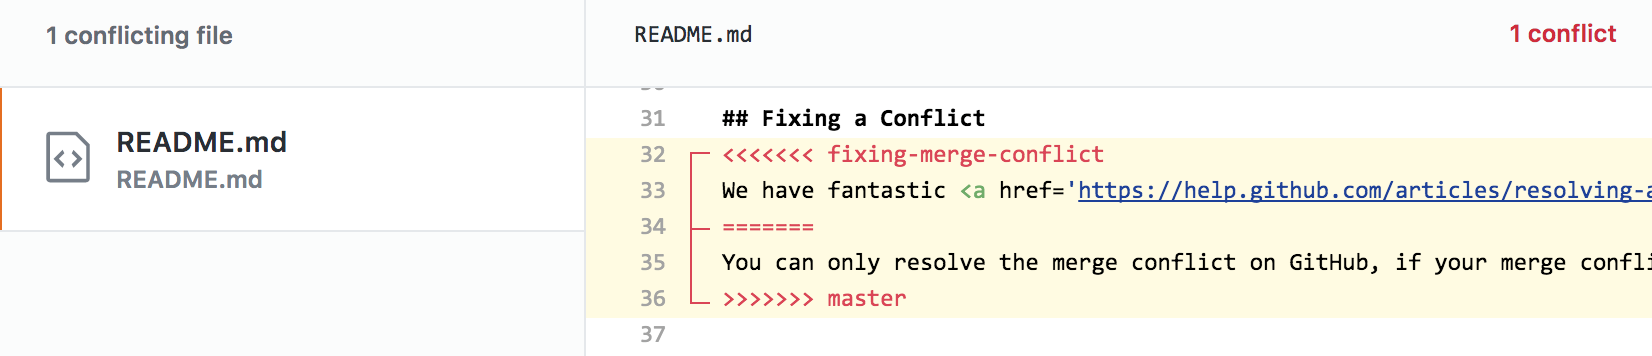 1 conflicting file
README.md
README.md
README.md
1 conflict
31 ## Fixing a Conflict
32 <<<<<<< fixing-merge-conflict
33 We have fantastic <a href='https://help.github.com/articles/resolving-a
34 =======
35 You can only resolve the merge conflict on GitHub, if your merge confli
36 >>>>>>> master
37